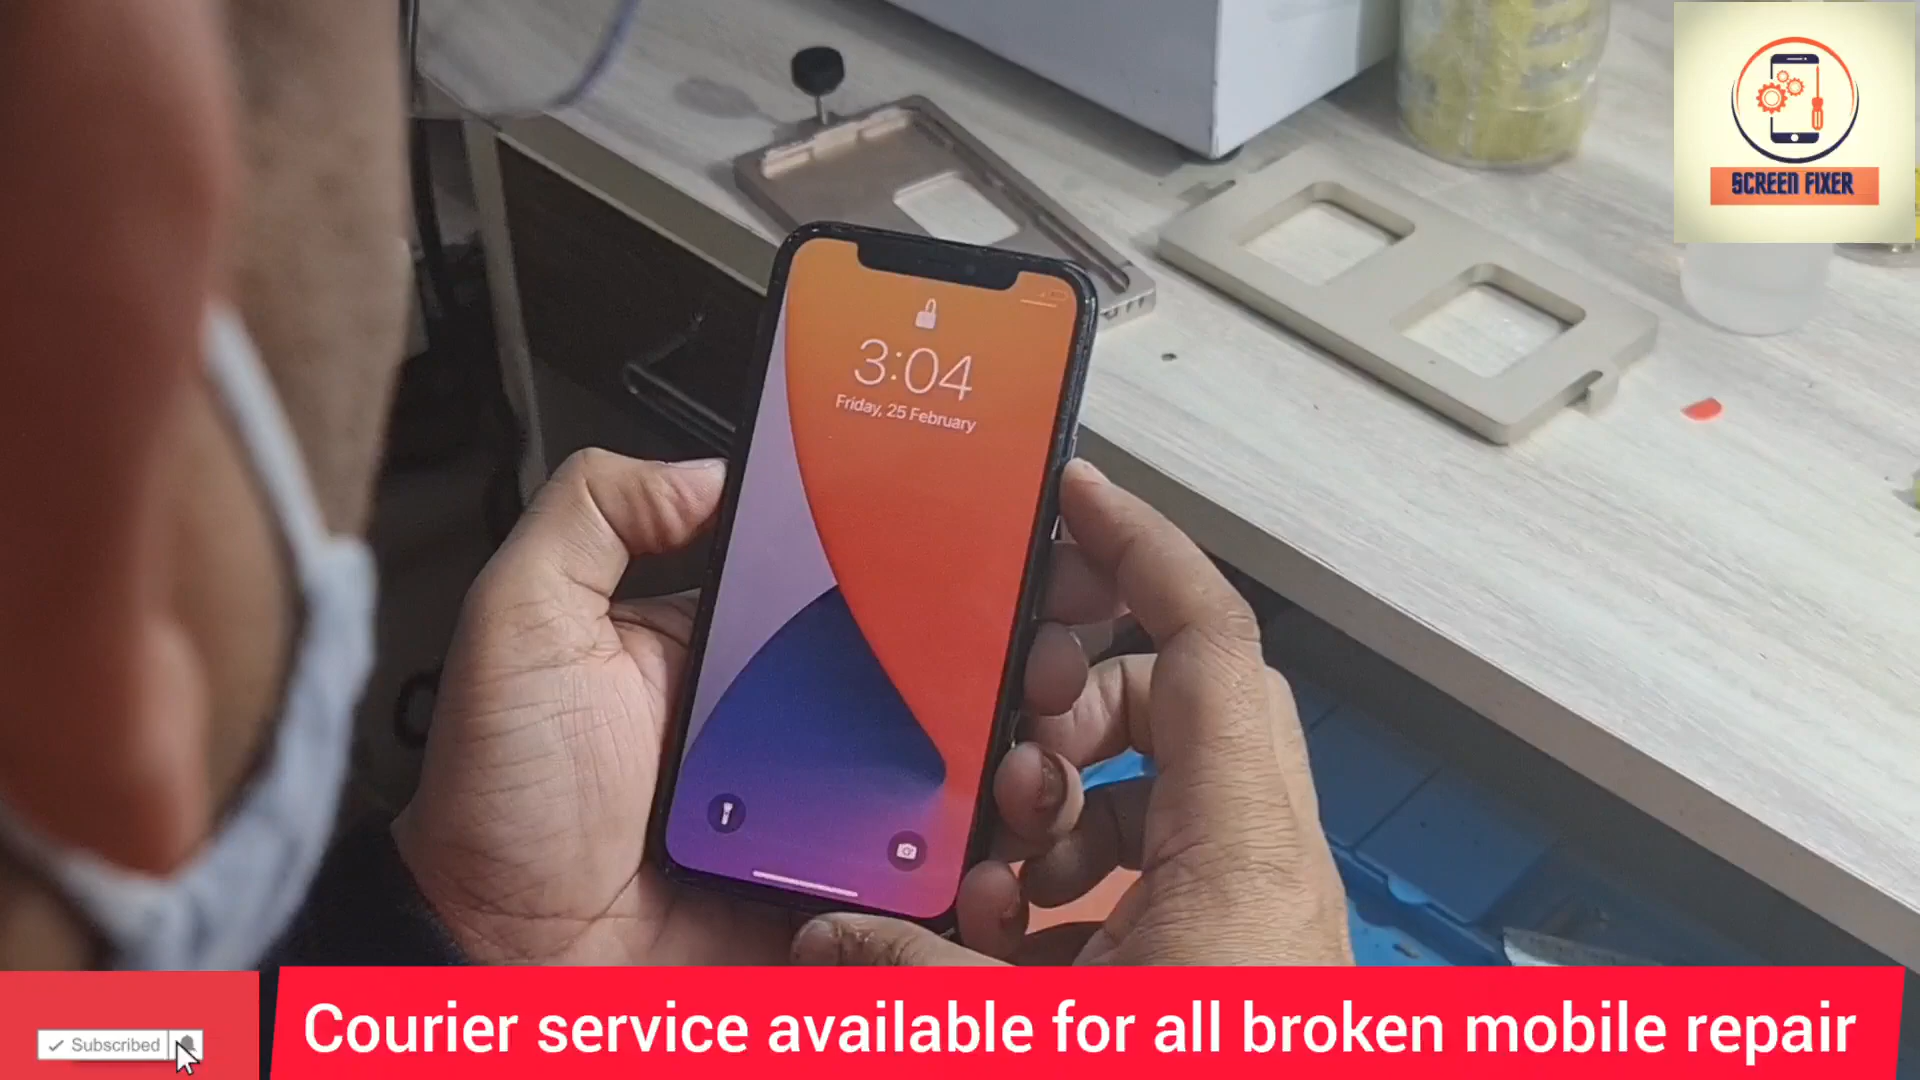 SCREEN FIXER
3:04
Friday, 25 February
Subscribed
Courier service available for all broken mobile repair